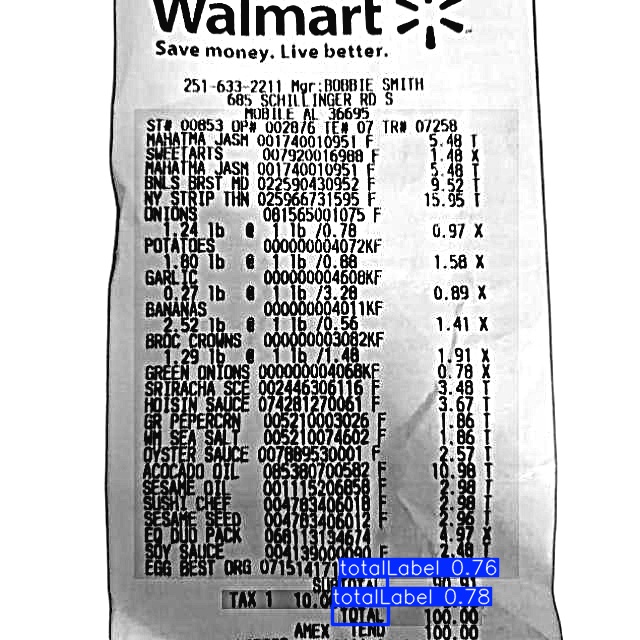 Walmart
Save money. Live better.
251-633-2211 Mgr:BOBBIE SMITH
685 SCHILLINGER RD S
MOBILE AL 36695
ST# 00853 OP# 002876 TE# 07 TR# 07258
MAHATMA JASM 001740010951 F 5.48 T
SWEETARTS 007920016988 F 1.48 X
MAHATMA JASM 001740010951 F 5.48 T
BNLS BRST MD 022590430952 F 9.52 T
NY STRIP THN 025966731595 F 15.95 T
ONIONS 081565001075 F
1.24 lb @ 1 lb /0.78 0.97 X
POTATOES 000000004072KF
1.80 lb @ 1 lb /0.88 1.58 X
GARLIC 000000004608KF
0.27 lb @ 1 lb /3.28 0.89 X
BANANAS 000000004011KF
2.52 lb @ 1 lb /0.56 1.41 X
BROC CROWNS 000000003082KF
1.29 lb @ 1 lb /1.48 1.91 X
GREEN ONIONS 000000004068KF 0.78 X
SRIRACHA SCE 002446306116 F 3.48 T
HOISIN SAUCE 074281270061 F 3.67 T
GR PEPERCRN 005210003026 F 1.86 T
WM SEA SALT 005210074602 F 1.86 T
OYSTER SAUCE 007889530001 F 2.57 T
ACOCADO OIL 085380700582 F 10.98 T
SESAME OIL 001115206858 F 2.98 T
SUSHI CHEF 004783406018 F 2.98 T
SESAME SEED 004783406012 F 2.96 T
EQ DUO PACK 068113134674 4.97 X
SOY SAUCE F 2.48 T
EGG BEST ORG totalLabel 0.76
SUBTOTAL 90.91
TAX 1 totalLabel 0.78
TOTAL 100.00
AMEX TEND 100.00